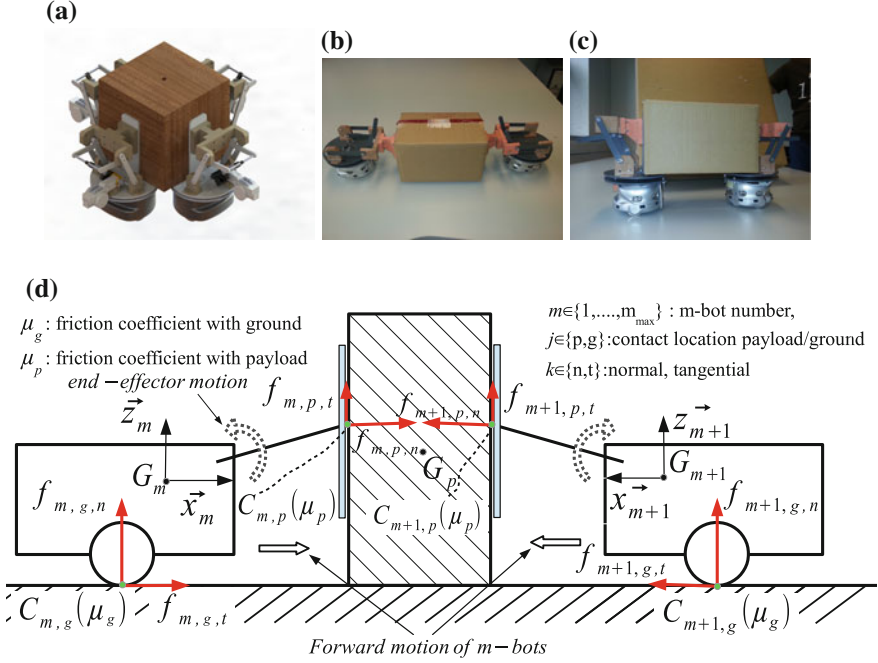 (a)
(b)
(c)
1
(d)
μg : friction coefficient with ground
μp : friction coefficient with payload
end−effector motion
m∈{1,....,mmax} : m-bot number,
j∈{p,g}:contact location payload/ground
k∈{n,t}:normal, tangential
fm,p,t
fm+1,p,n
fm+1,p,t
zm
zm+1
fm,p,n
Gp
Gm
Gm+1
xm
xm+1
fm,g,n
Cm,p(μp)
Cm+1,p(μp)
fm+1,g,n
fm+1,g,t
Cm,g(μg)
fm,g,t
Cm+1,g(μg)
Forward motion of m−bots